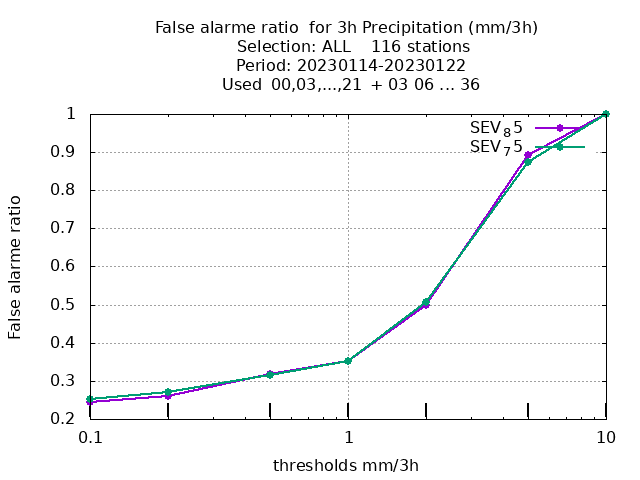 False alarme ratio  for 3h Precipitation (mm/3h)
Selection: ALL    116 stations
Period: 20230114-20230122
Used  00,03,...,21  + 03 06 ... 36
SEV₈5
SEV₇5
False alarme ratio
1
0.9
0.8
0.7
0.6
0.5
0.4
0.3
0.2
0.1
1
10
thresholds mm/3h